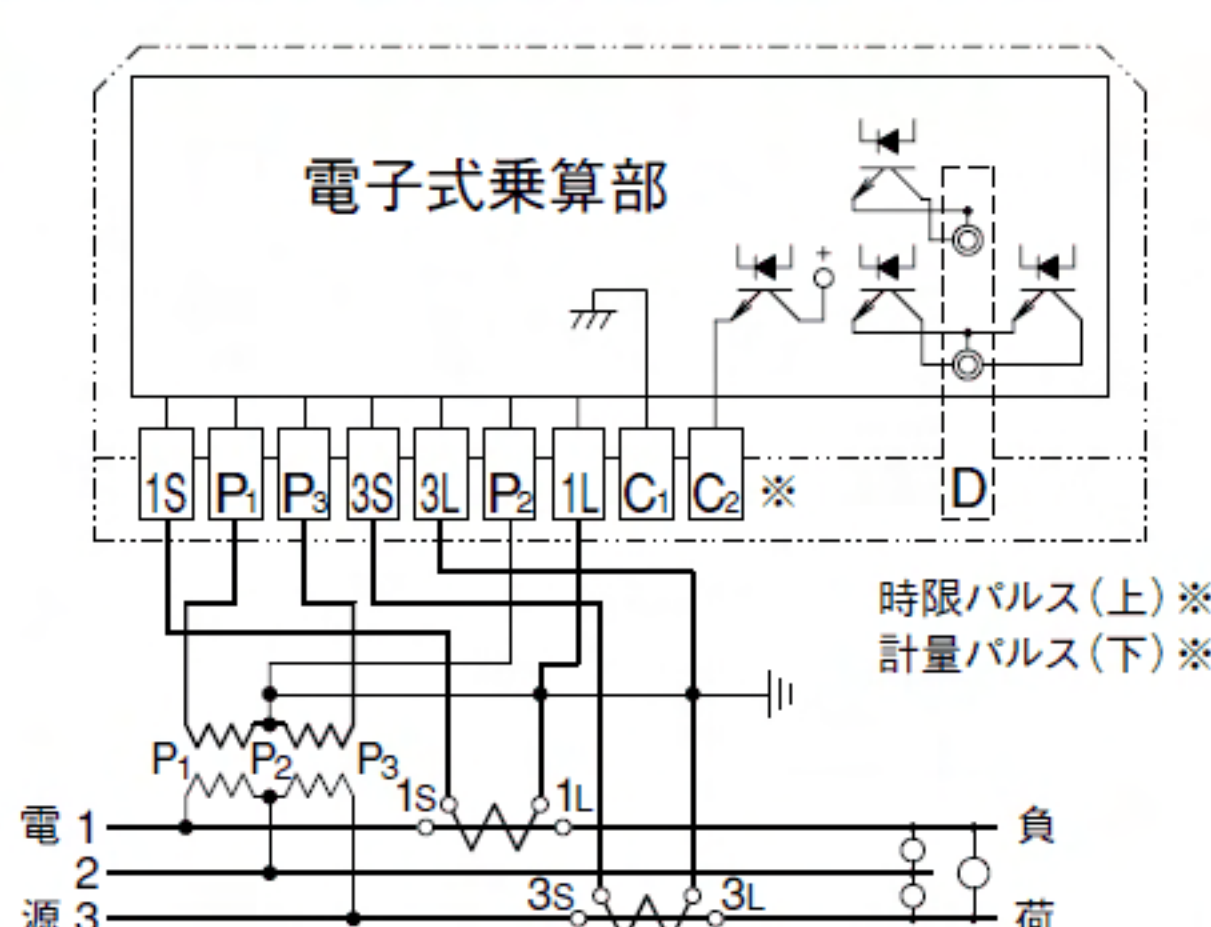 電子式乗算部
+
1S P1 P3 3S 3L P2 1L C1 C2 ※ D
時限パルス(上)※
計量パルス(下)※
P1 P2 P3
1S 1L
電 1 負
2
3S 3L
源 3 荷